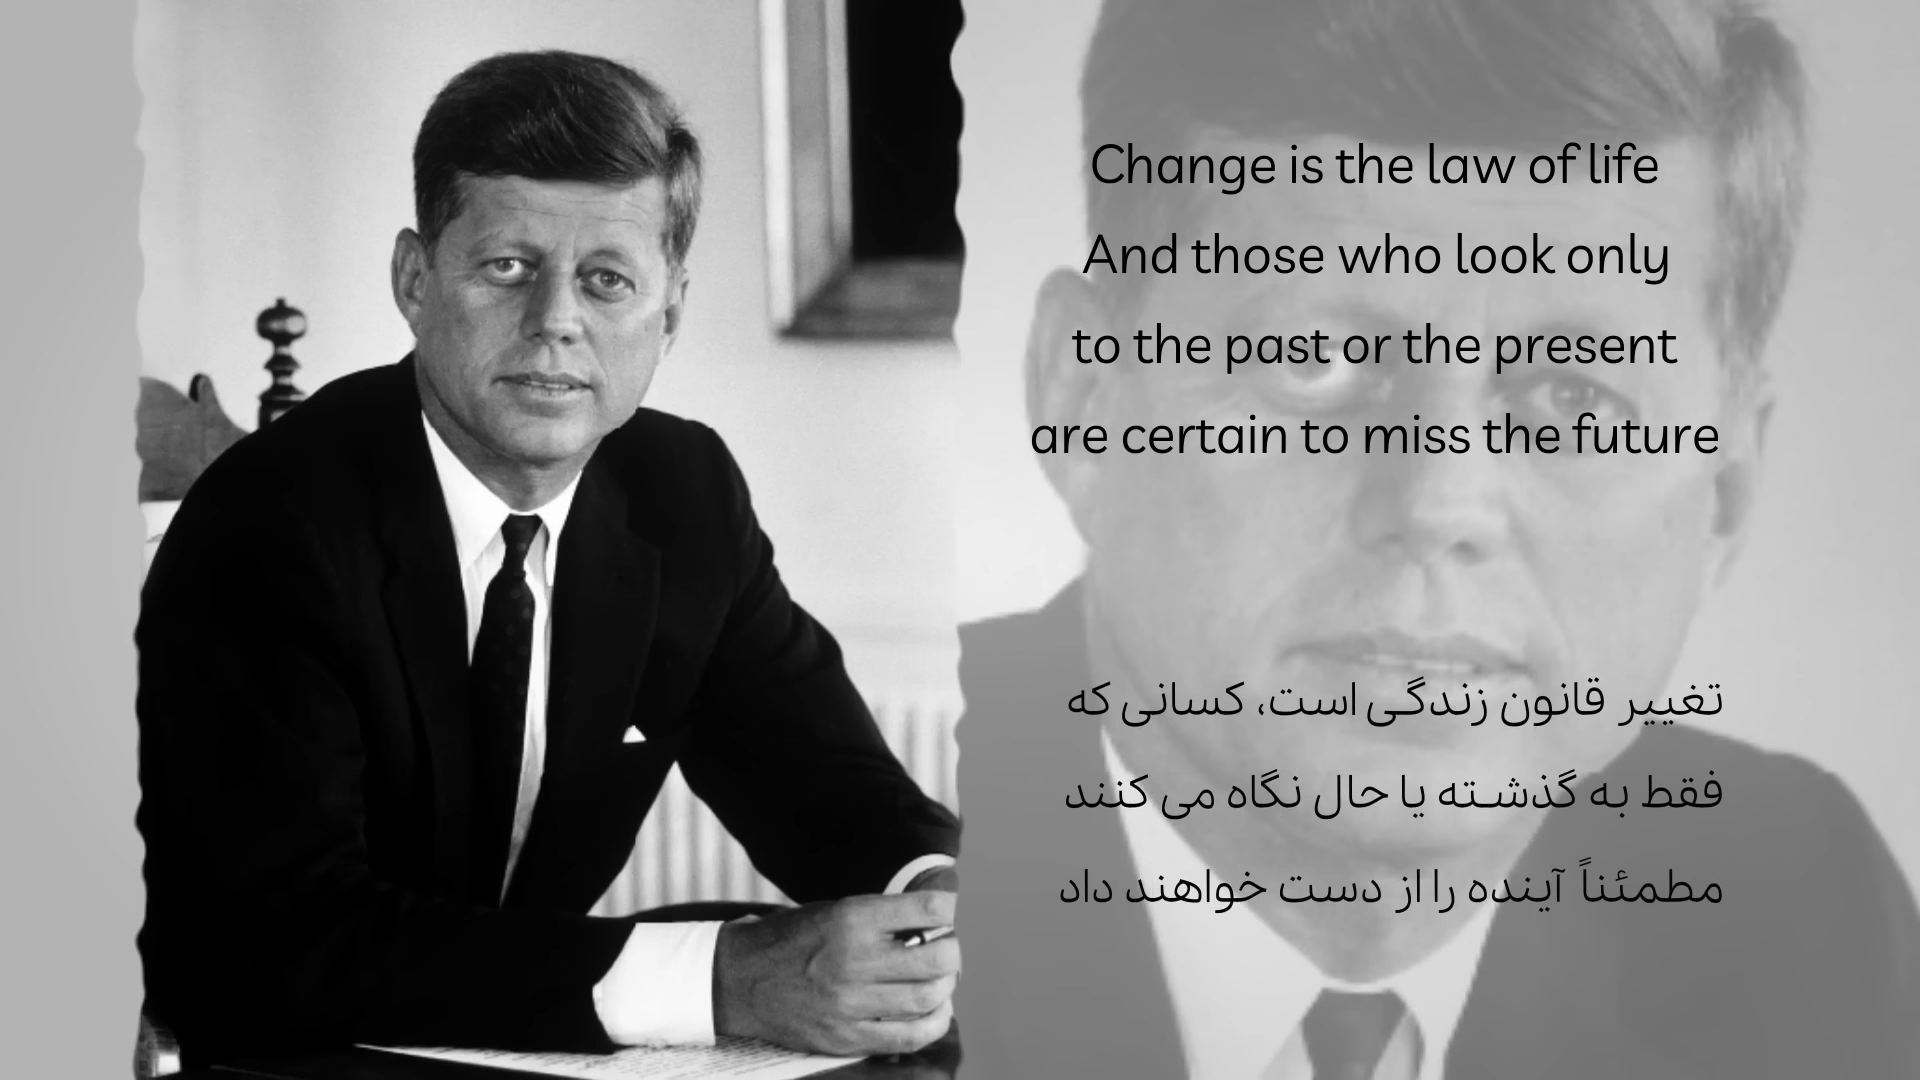 Change is the law of life
And those who look only
to the past or the present
are certain to miss the future
تغییر قانون زندگی است، کسانی که
فقط به گذشته یا حال نگاه می کنند
مطمئناً آینده را از دست خواهند داد